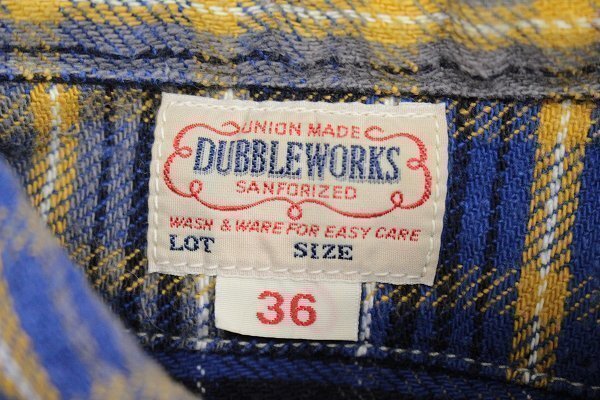 UNION MADE
DUBBLEWORKS
SANFORIZED
WASH & WARE FOR EASY CARE
LOT SIZE
36